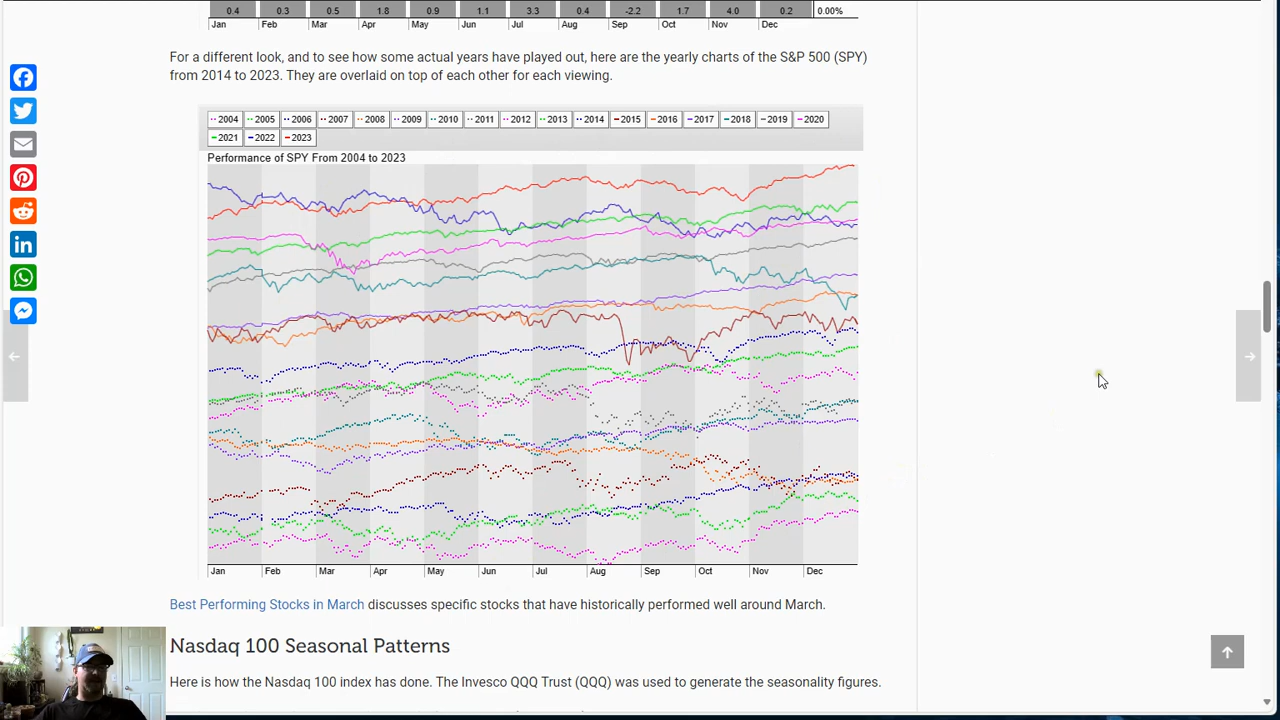 0.4 0.3 0.5 1.8 0.9 1.1 3.3 0.4 -2.2 1.7 4.0 0.2 0.00%
Jan Feb Mar Apr May Jun Jul Aug Sep Oct Nov Dec
For a different look, and to see how some actual years have played out, here are the yearly charts of the S&P 500 (SPY)
from 2014 to 2023. They are overlaid on top of each other for each viewing.
2004 2005 2006 2007 2008 2009 2010 2011 2012 2013 2014 2015 2016 2017 2018 2019 2020
2021 2022 2023
Performance of SPY From 2004 to 2023
Jan Feb Mar Apr May Jun Jul Aug Sep Oct Nov Dec
Best Performing Stocks in March discusses specific stocks that have historically performed well around March.
Nasdaq 100 Seasonal Patterns
Here is how the Nasdaq 100 index has done. The Invesco QQQ Trust (QQQ) was used to generate the seasonality figures.